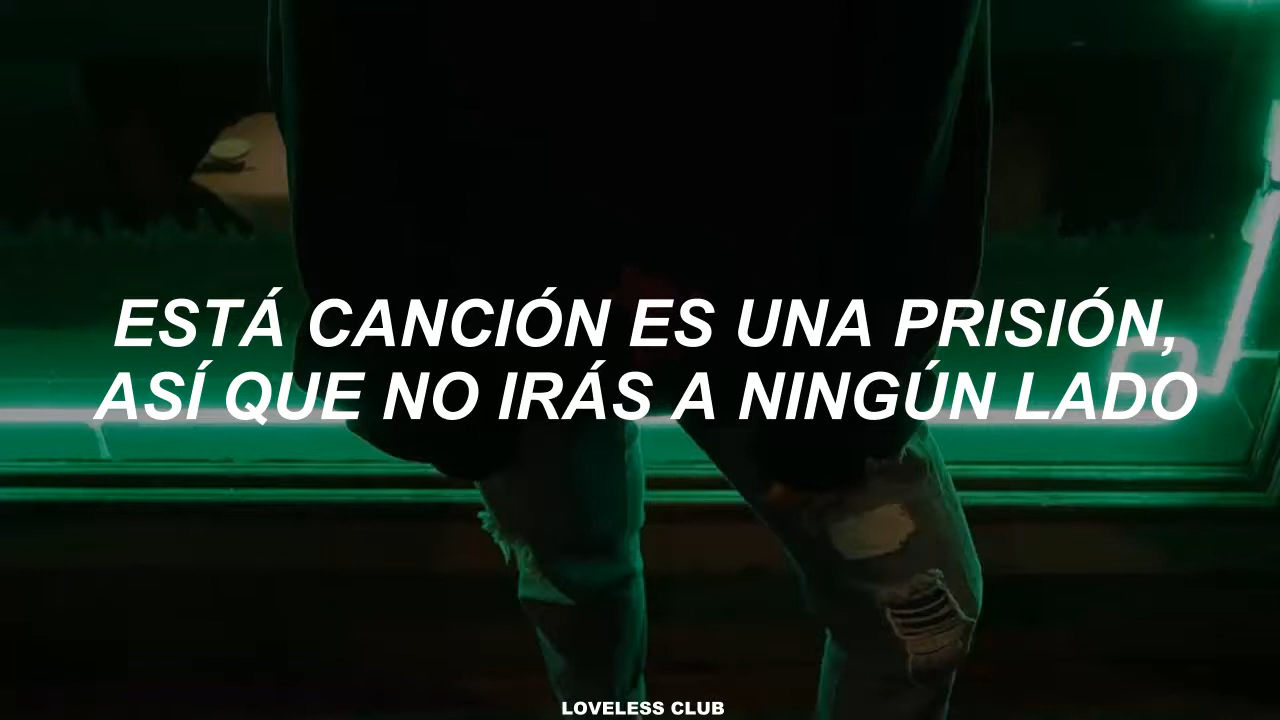 ESTÁ CANCIÓN ES UNA PRISIÓN,
ASÍ QUE NO IRÁS A NINGÚN LADO
LOVELESS CLUB